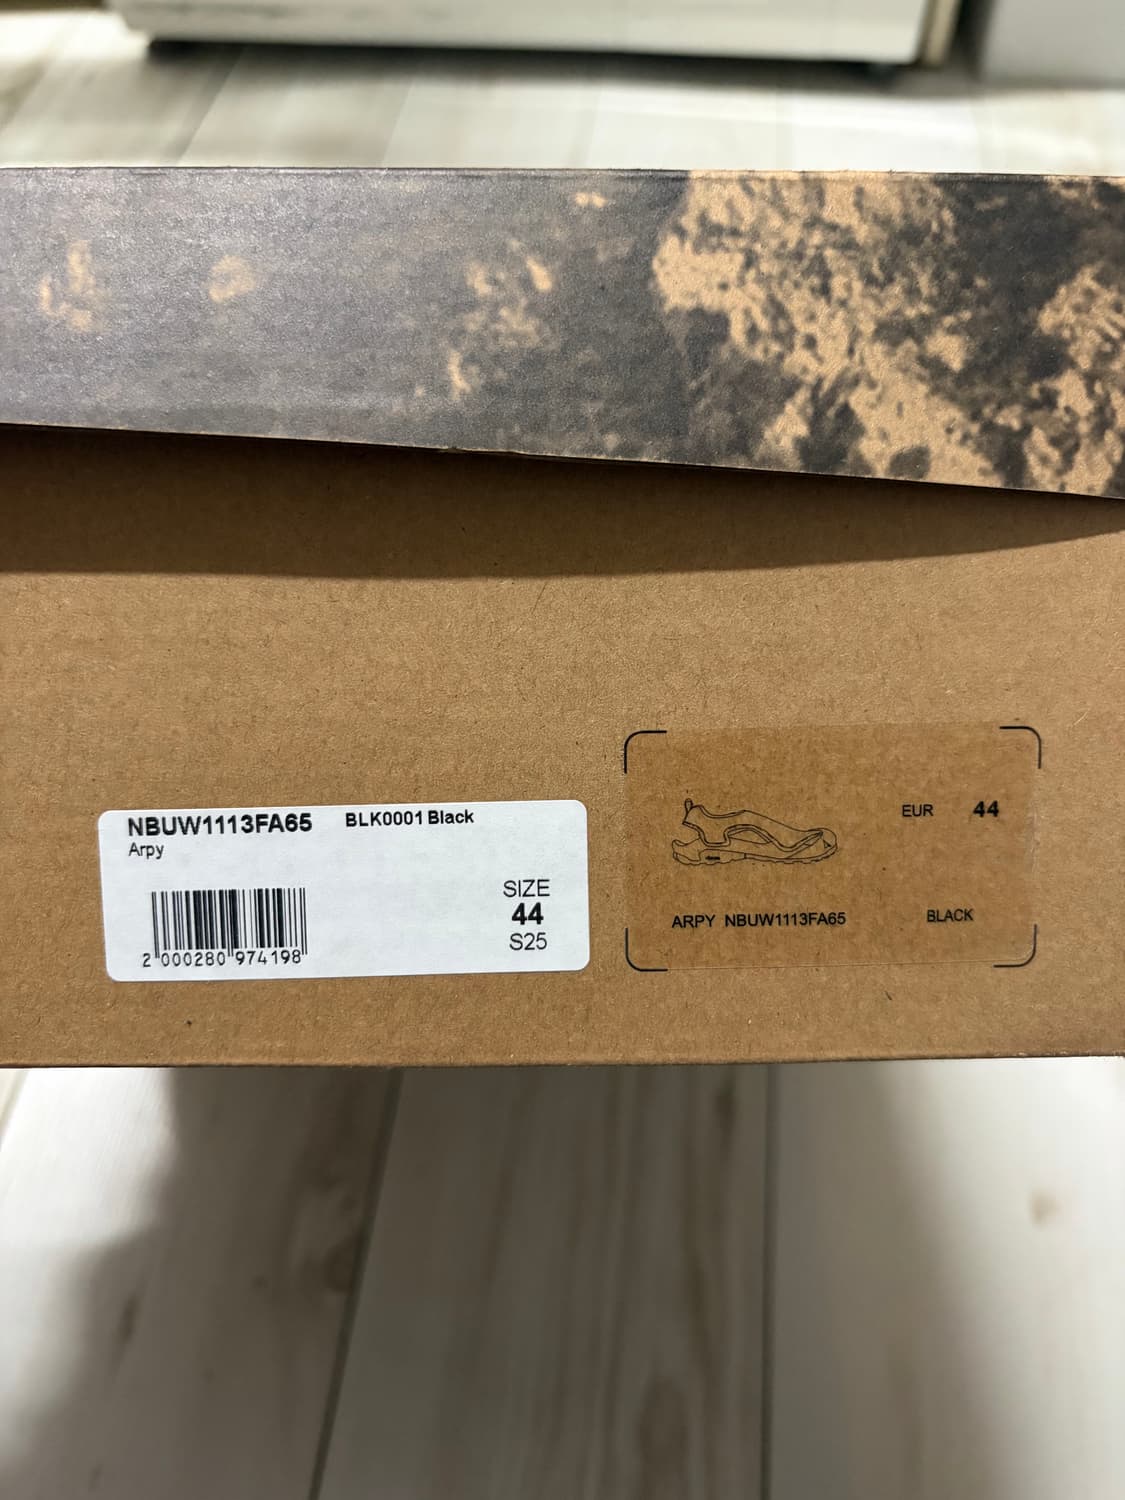 NBUW1113FA65 BLK0001 Black
Arpy
SIZE
44
S25
2 000280 974198
EUR 44
ARPY NBUW1113FA65 BLACK